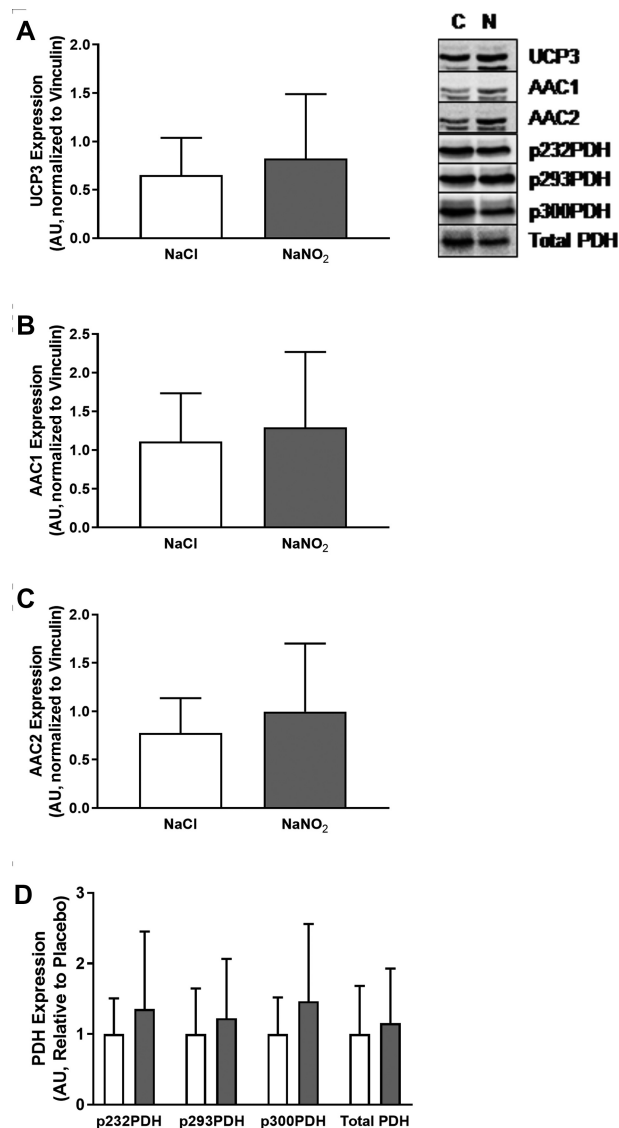 A
UCP3 Expression
(AU, normalized to Vinculin)
2.0
1.5
1.0
0.5
0.0
NaCl
NaNO₂
C N
UCP3
AAC1
AAC2
p232PDH
p293PDH
p300PDH
Total PDH
B
AAC1 Expression
(AU, normalized to Vinculin)
2.5
2.0
1.5
1.0
0.5
0.0
NaCl
NaNO₂
C
AAC2 Expression
(AU, normalized to Vinculin)
2.0
1.5
1.0
0.5
0.0
NaCl
NaNO₂
D
PDH Expression
(AU, Relative to Placebo)
3
2
1
0
p232PDH
p293PDH
p300PDH
Total PDH